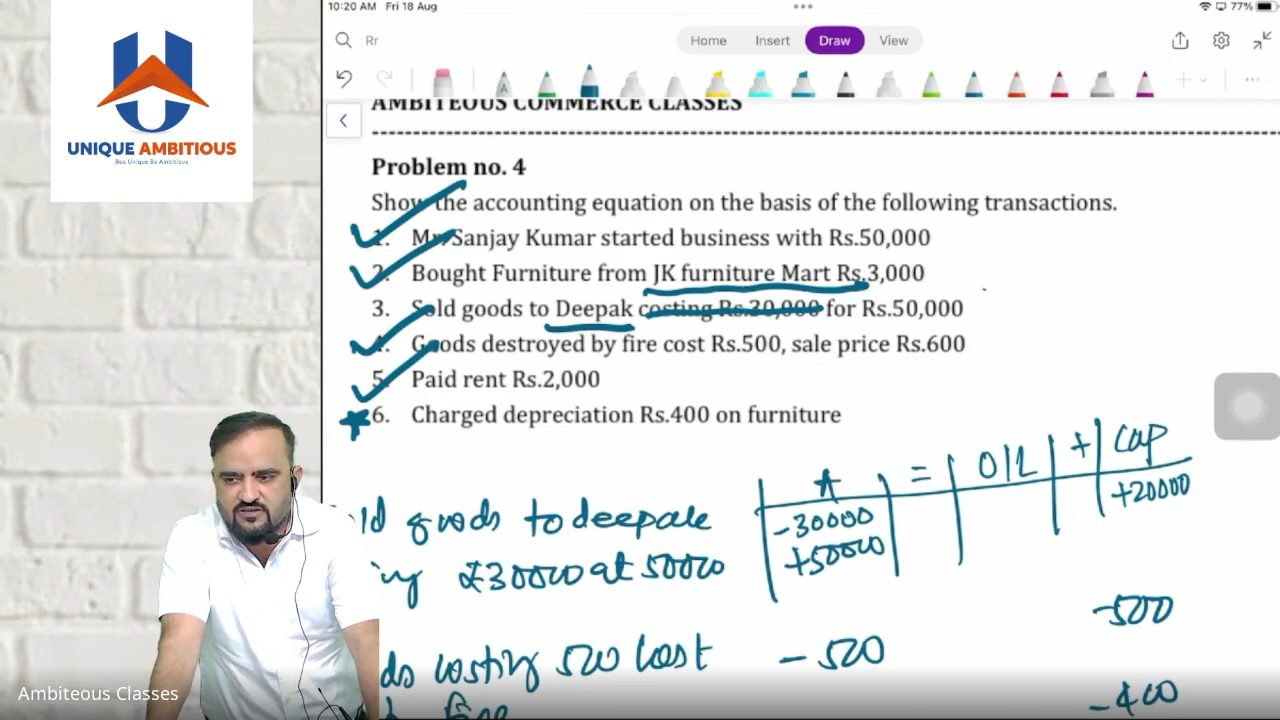 10:20 AM Fri 18 Aug
77%
Rr
Home Insert Draw View
UNIQUE AMBITIOUS
Bee Unique Be Ambitious
AMBITEOUS COMMERCE CLASSES
Problem no. 4
Show the accounting equation on the basis of the following transactions.
1. Mr. Sanjay Kumar started business with Rs.50,000
2. Bought Furniture from JK furniture Mart Rs.3,000
3. Sold goods to Deepak costing Rs.30,000 for Rs.50,000
4. Goods destroyed by fire cost Rs.500, sale price Rs.600
5. Paid rent Rs.2,000
6. Charged depreciation Rs.400 on furniture
A = O/L + Cap
goods to deepak -30000 +20000
30000 at 50000 +50000
-500
costing 500 lost -500
-400
Ambiteous Classes